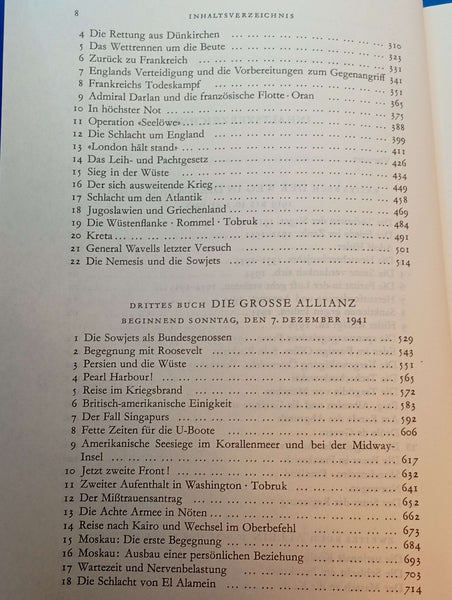 8 INHALTSVERZEICHNIS
4 Die Rettung aus Dünkirchen ... 310
5 Das Wettrennen um die Beute ... 323
6 Zurück zu Frankreich ... 331
7 Englands Verteidigung und die Vorbereitungen zum Gegenangriff 341
8 Frankreichs Todeskampf ... 351
9 Admiral Darlan und die französische Flotte · Oran ... 365
10 In höchster Not ... 375
11 Operation «Seelöwe» ... 388
12 Die Schlacht um England ... 399
13 «London hält stand» ... 411
14 Das Leih- und Pachtgesetz ... 426
15 Sieg in der Wüste ... 434
16 Der sich ausweitende Krieg ... 449
17 Schlacht um den Atlantik ... 458
18 Jugoslawien und Griechenland ... 469
19 Die Wüstenflanke · Rommel · Tobruk ... 484
20 Kreta ... 491
21 General Wavells letzter Versuch ... 501
22 Die Nemesis und die Sowjets ... 514
DRITTES BUCH DIE GROSSE ALLIANZ
BEGINNEND SONNTAG, DEN 7. DEZEMBER 1941
1 Die Sowjets als Bundesgenossen ... 529
2 Begegnung mit Roosevelt ... 543
3 Persien und die Wüste ... 551
4 Pearl Harbour! ... 565
5 Reise im Kriegsbrand ... 572
6 Britisch-amerikanische Einigkeit ... 583
7 Der Fall Singapurs ... 592
8 Fette Zeiten für die U-Boote ... 606
9 Amerikanische Seesiege im Korallenmeer und bei der Midway-
Insel ... 617
10 Jetzt zweite Front! ... 632
11 Zweiter Aufenthalt in Washington · Tobruk ... 641
12 Der Mißtrauensantrag ... 652
13 Die Achte Armee in Nöten ... 662
14 Reise nach Kairo und Wechsel im Oberbefehl ... 673
15 Moskau: Die erste Begegnung ... 684
16 Moskau: Ausbau einer persönlichen Beziehung ... 693
17 Wartezeit und Nervenbelastung ... 703
18 Die Schlacht von El Alamein ... 714